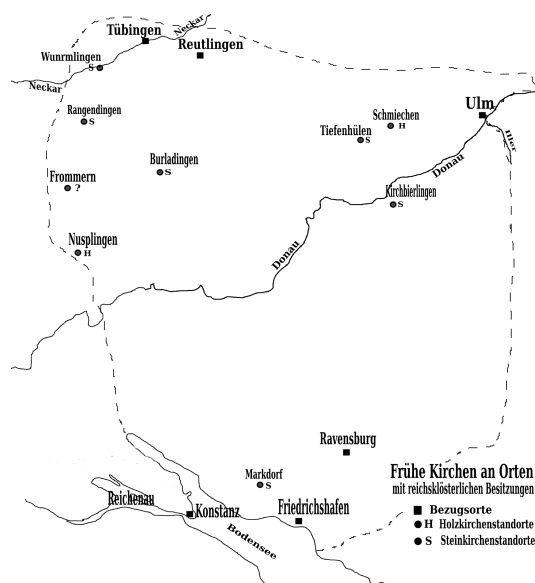 Neckar
Tübingen
Reutlingen
Wunrmlingen
S
Neckar
Rangendingen
S
Ulm
Schmiechen
H
Tiefenhülen
S
Iller
Burladingen
S
Donau
Frommern
?
Kirchbierlingen
S
Nusplingen
H
Donau
Ravensburg
Markdorf
S
Reichenau
Konstanz
Friedrichshafen
Bodensee
Frühe Kirchen an Orten
mit reichsklösterlichen Besitzungen
Bezugsorte
H Holzkirchenstandorte
S Steinkirchenstandorte